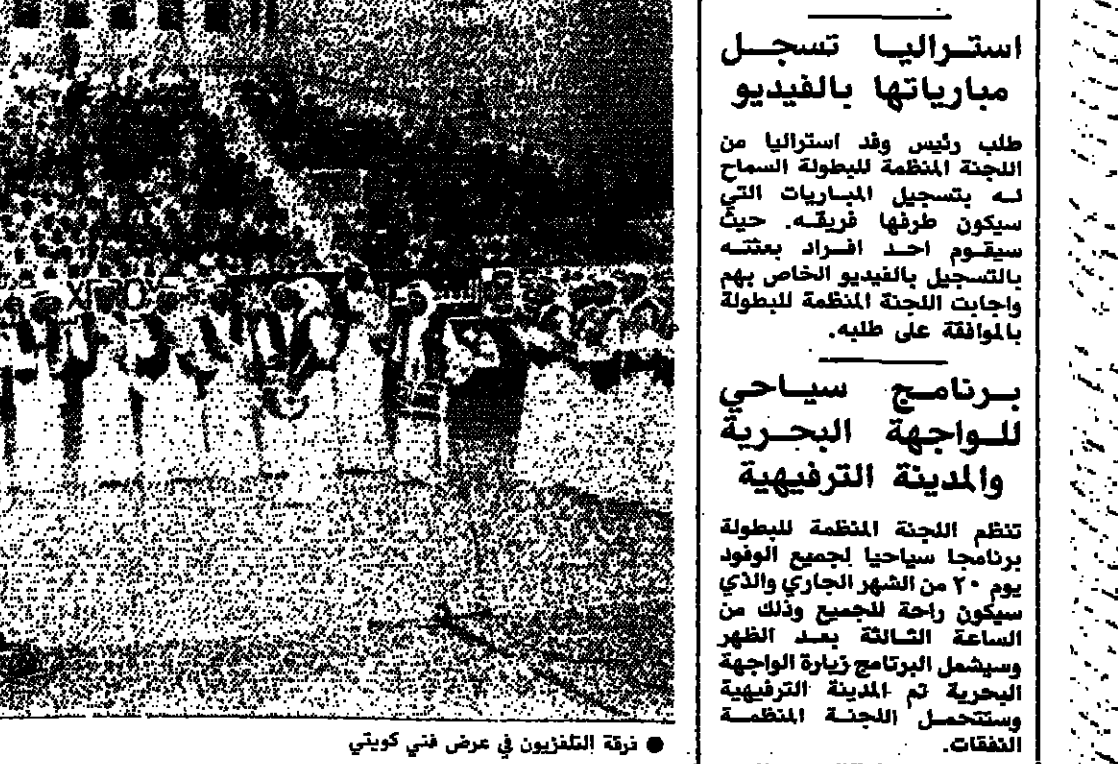 استراليا تسجل
مبارياتها بالفيديو
طلب رئيس وفد استراليا من
اللجنة المنظمة للبطولة السماح
له بتسجيل المباريات التي
سيكون طرفها فريقه. حيث
سيقوم احد افراد بعثته
بالتسجيل بالفيديو الخاص بهم
واجابت اللجنة المنظمة للبطولة
بالموافقة على طلبه.
برنامج سياحي
للواجهة البحرية
والمدينة الترفيهية
تنظم اللجنة المنظمة للبطولة
برنامجا سياحيا لجميع الوفود
يوم ٢٠ من الشهر الجاري والذي
سيكون راحة للجميع وذلك من
الساعة الثالثة بعد الظهر
وسيشمل البرنامج زيارة الواجهة
البحرية ثم المدينة الترفيهية
وستتحمل اللجنة المنظمة
النفقات.
● فرقة التلفزيون في عرض فني كويتي